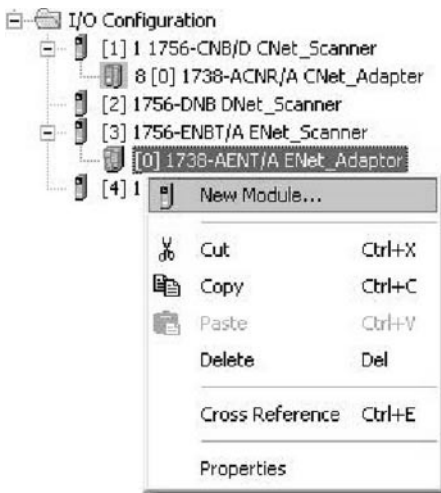 I/O Configuration
[1] 1 1756-CNB/D CNet_Scanner
8 [0] 1738-ACNR/A CNet_Adapter
[2] 1756-DNB DNet_Scanner
[3] 1756-ENBT/A ENet_Scanner
[0] 1738-AENT/A ENet_Adaptor
[4] 1
New Module...
Cut Ctrl+X
Copy Ctrl+C
Paste Ctrl+V
Delete Del
Cross Reference Ctrl+E
Properties